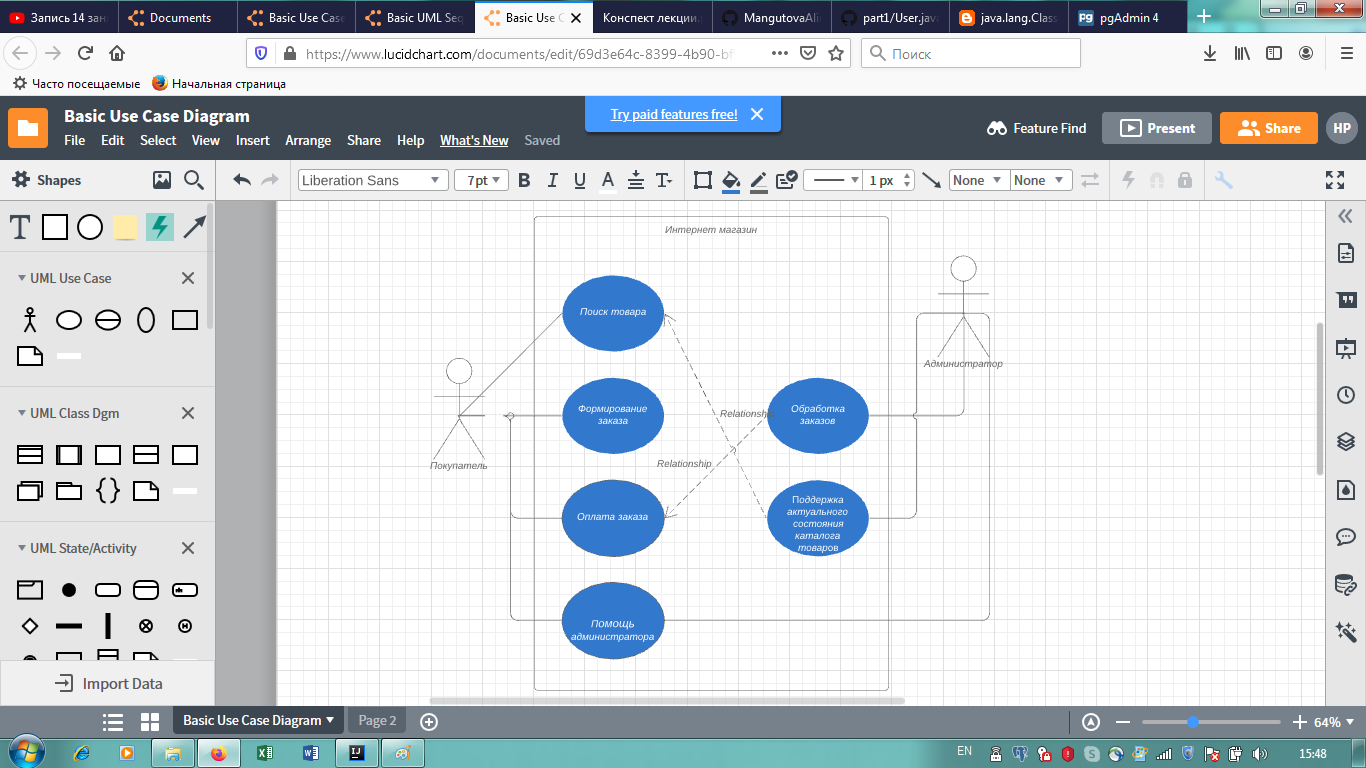 Запись 14 зан
Documents
Basic Use Case
Basic UML Seq
Basic Use C
Конспект лекции.
MangutovaAli
part1/User.java
java.lang.Class
pgAdmin 4
https://www.lucidchart.com/documents/edit/69d3e64c-8399-4b90-bf
Поиск
Часто посещаемые
Начальная страница
Basic Use Case Diagram
Try paid features free!
File Edit Select View Insert Arrange Share Help What's New Saved
Feature Find
Present
Share
HP
Shapes
Liberation Sans
7pt
B I U A T
1 px
None
None
T
UML Use Case
UML Class Dgm
UML State/Activity
Import Data
Интернет магазин
Поиск товара
Формирование
заказа
Оплата заказа
Помощь
администратора
Покупатель
Relationship
Relationship
Обработка
заказов
Поддержка
актуального
состояния
каталога
товаров
Администратор
Basic Use Case Diagram
Page 2
64%
EN
15:48